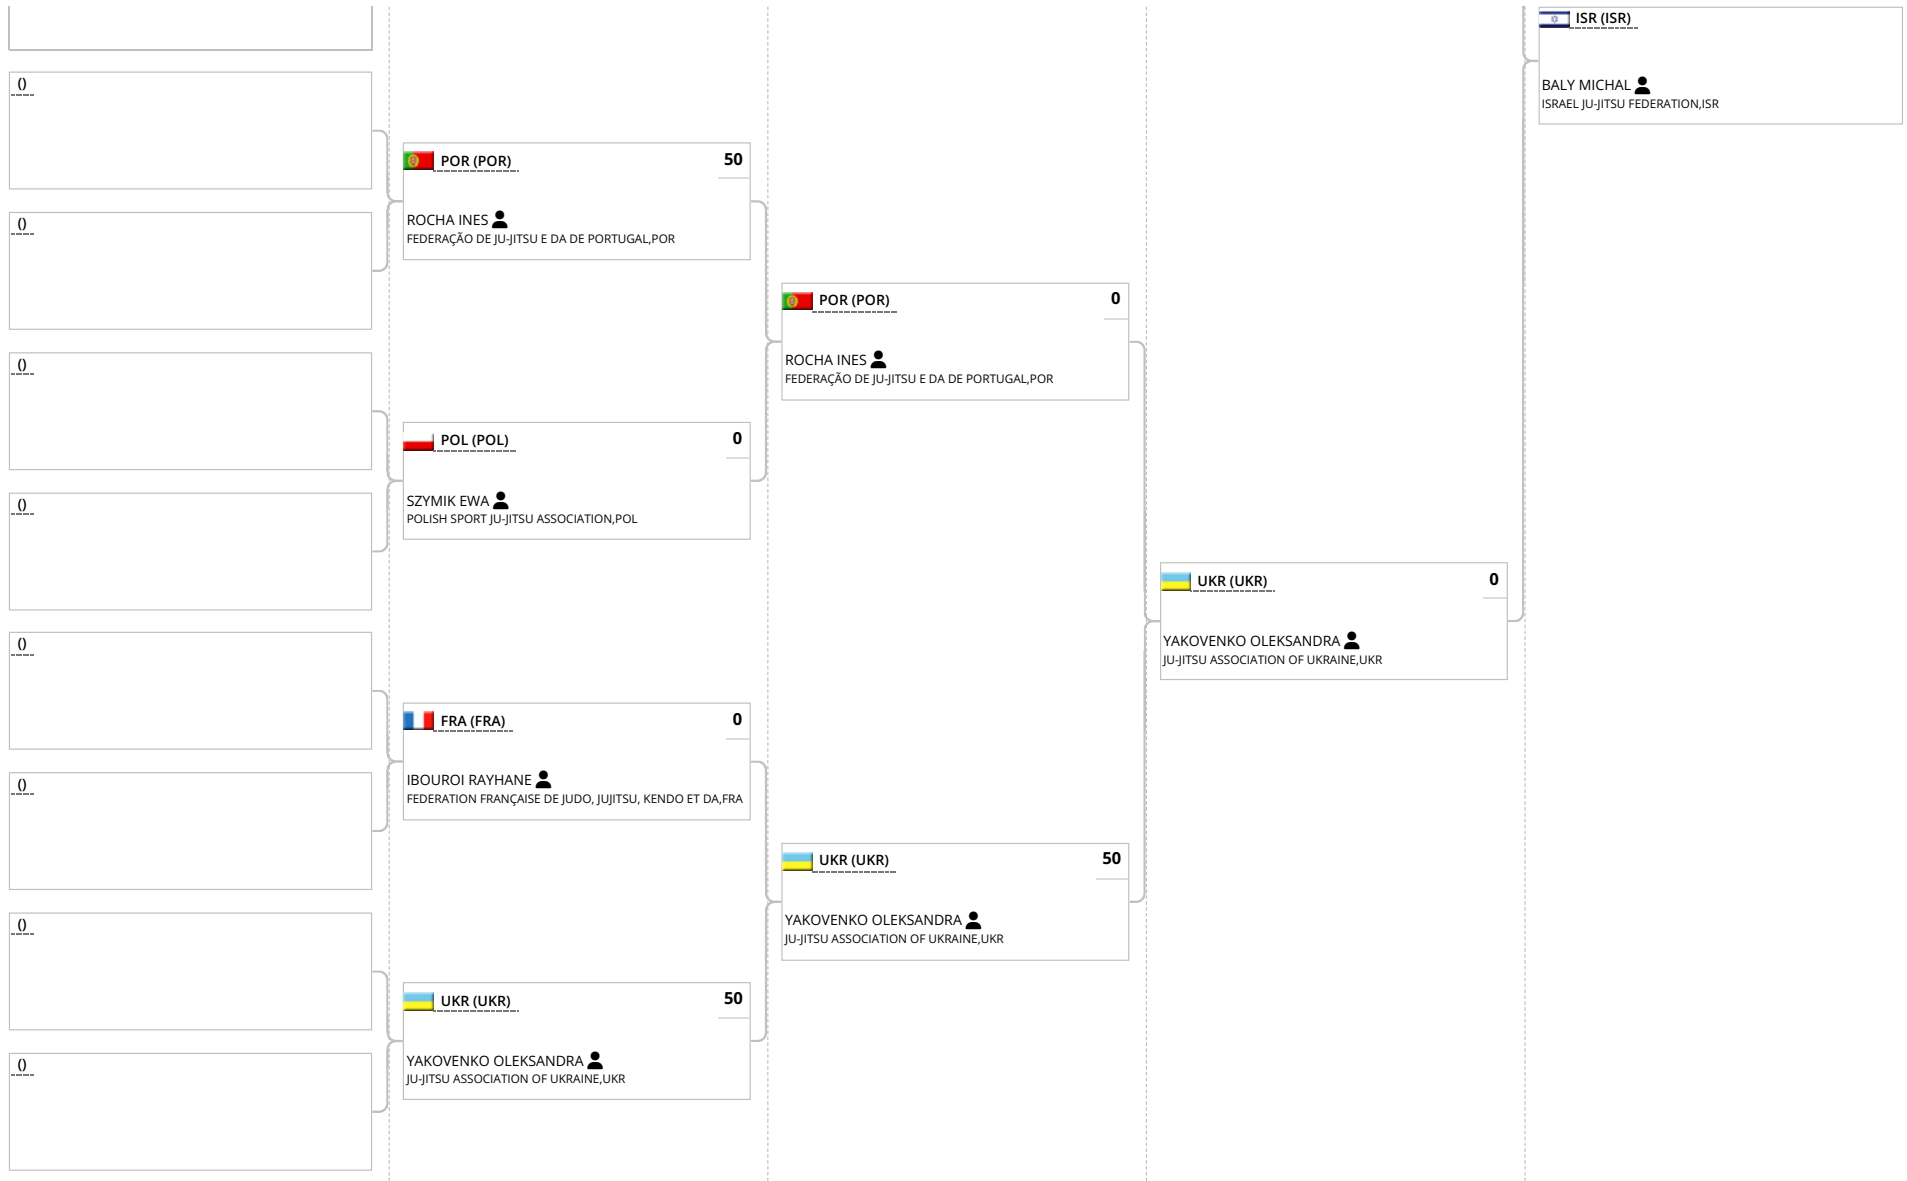 ()
()
()
()
()
()
()
()
POR (POR) 50
ROCHA INES
FEDERAÇÃO DE JU-JITSU E DA DE PORTUGAL,POR
POL (POL) 0
SZYMIK EWA
POLISH SPORT JU-JITSU ASSOCIATION,POL
FRA (FRA) 0
IBOUROI RAYHANE
FEDERATION FRANÇAISE DE JUDO, JUJITSU, KENDO ET DA,FRA
UKR (UKR) 50
YAKOVENKO OLEKSANDRA
JU-JITSU ASSOCIATION OF UKRAINE,UKR
POR (POR) 0
ROCHA INES
FEDERAÇÃO DE JU-JITSU E DA DE PORTUGAL,POR
UKR (UKR) 50
YAKOVENKO OLEKSANDRA
JU-JITSU ASSOCIATION OF UKRAINE,UKR
UKR (UKR) 0
YAKOVENKO OLEKSANDRA
JU-JITSU ASSOCIATION OF UKRAINE,UKR
ISR (ISR)
BALY MICHAL
ISRAEL JU-JITSU FEDERATION,ISR